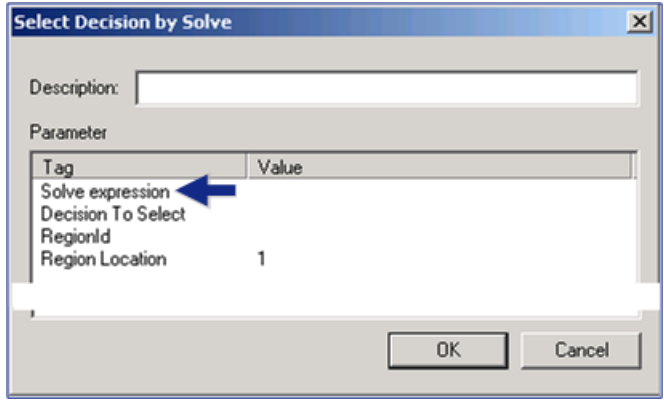 Select Decision by Solve
Description:
Parameter
Tag Value
Solve expression
Decision To Select
RegionId
Region Location 1
OK Cancel